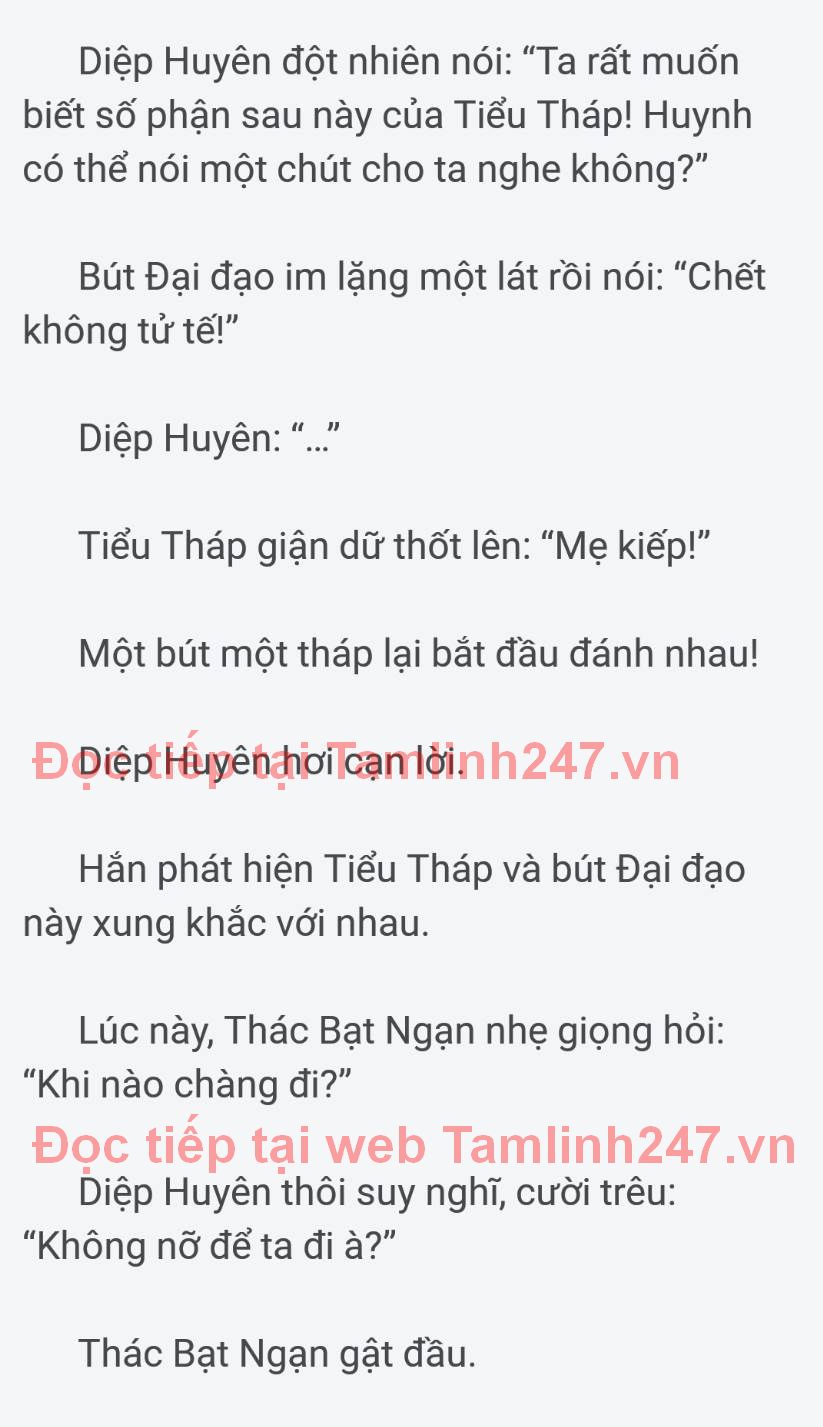 Diệp Huyên đột nhiên nói: “Ta rất muốn
biết số phận sau này của Tiểu Tháp! Huynh
có thể nói một chút cho ta nghe không?”
Bút Đại đạo im lặng một lát rồi nói: “Chết
không tử tế!”
Diệp Huyên: “...”
Tiểu Tháp giận dữ thốt lên: “Mẹ kiếp!”
Một bút một tháp lại bắt đầu đánh nhau!
Đọc tiếp tại Tamlinh247.vn
Diệp Huyên hơi cạn lời.
Hắn phát hiện Tiểu Tháp và bút Đại đạo
này xung khắc với nhau.
Lúc này, Thác Bạt Ngạn nhẹ giọng hỏi:
“Khi nào chàng đi?”
Đọc tiếp tại web Tamlinh247.vn
Diệp Huyên thôi suy nghĩ, cười trêu:
“Không nỡ để ta đi à?”
Thác Bạt Ngạn gật đầu.